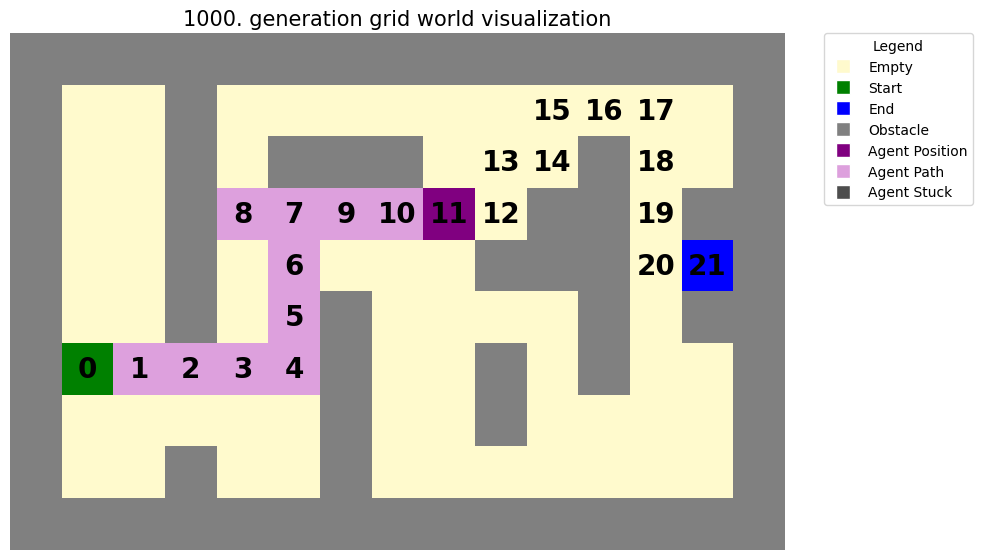 1000. generation grid world visualization
15 16 17
13 14 18
8 7 9 10 11 12 19
6 20 21
5
0 1 2 3 4
Legend
Empty
Start
End
Obstacle
Agent Position
Agent Path
Agent Stuck